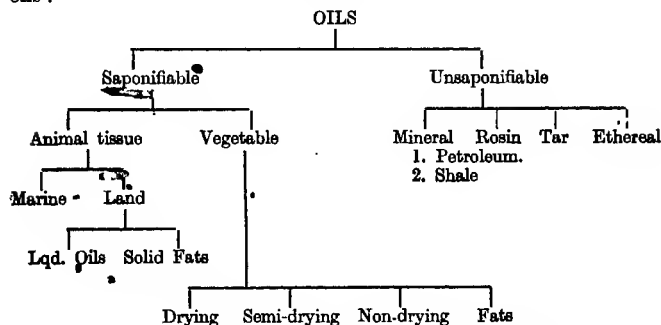 oils :
OILS
Saponifiable Unsaponifiable
Animal tissue Vegetable Mineral Rosin Tar Ethereal
1. Petroleum.
2. Shale
Marine Land
Lqd. Oils Solid Fats
Drying Semi-drying Non-drying Fats